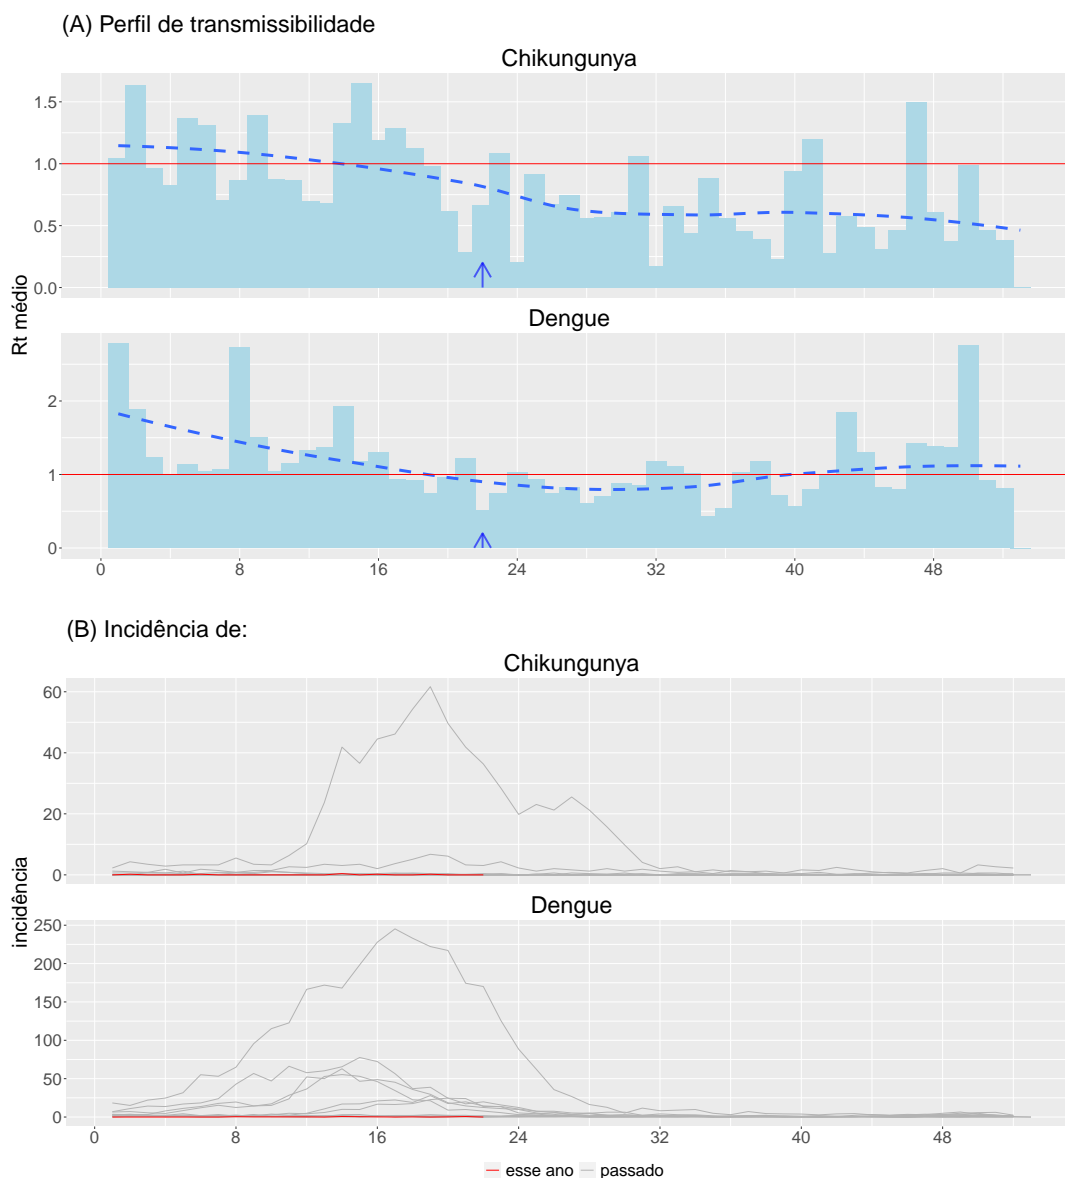 (A) Perfil de transmissibilidade
Chikungunya
1.5
1.0
0.5
0.0
Rt médio
Dengue
2
1
0
0 8 16 24 32 40 48
(B) Incidência de:
Chikungunya
60
40
20
0
incidência
Dengue
250
200
150
100
50
0
0 8 16 24 32 40 48
esse ano passado